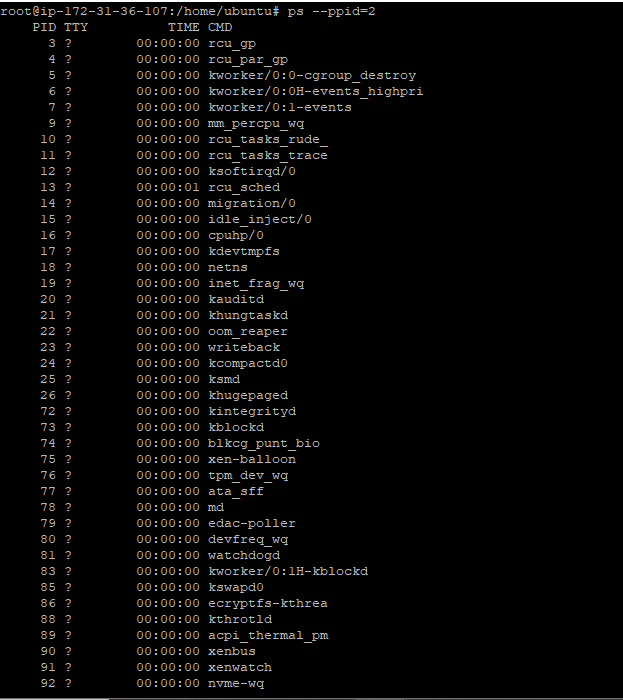 root@ip-172-31-36-107:/home/ubuntu# ps --ppid=2
PID TTY TIME CMD
3 ? 00:00:00 rcu_gp
4 ? 00:00:00 rcu_par_gp
5 ? 00:00:00 kworker/0:0-cgroup_destroy
6 ? 00:00:00 kworker/0:0H-events_highpri
7 ? 00:00:00 kworker/0:1-events
9 ? 00:00:00 mm_percpu_wq
10 ? 00:00:00 rcu_tasks_rude_
11 ? 00:00:00 rcu_tasks_trace
12 ? 00:00:00 ksoftirqd/0
13 ? 00:00:01 rcu_sched
14 ? 00:00:00 migration/0
15 ? 00:00:00 idle_inject/0
16 ? 00:00:00 cpuhp/0
17 ? 00:00:00 kdevtmpfs
18 ? 00:00:00 netns
19 ? 00:00:00 inet_frag_wq
20 ? 00:00:00 kauditd
21 ? 00:00:00 khungtaskd
22 ? 00:00:00 oom_reaper
23 ? 00:00:00 writeback
24 ? 00:00:00 kcompactd0
25 ? 00:00:00 ksmd
26 ? 00:00:00 khugepaged
72 ? 00:00:00 kintegrityd
73 ? 00:00:00 kblockd
74 ? 00:00:00 blkcg_punt_bio
75 ? 00:00:00 xen-balloon
76 ? 00:00:00 tpm_dev_wq
77 ? 00:00:00 ata_sff
78 ? 00:00:00 md
79 ? 00:00:00 edac-poller
80 ? 00:00:00 devfreq_wq
81 ? 00:00:00 watchdogd
83 ? 00:00:00 kworker/0:1H-kblockd
85 ? 00:00:00 kswapd0
86 ? 00:00:00 ecryptfs-kthrea
88 ? 00:00:00 kthrotld
89 ? 00:00:00 acpi_thermal_pm
90 ? 00:00:00 xenbus
91 ? 00:00:00 xenwatch
92 ? 00:00:00 nvme-wq